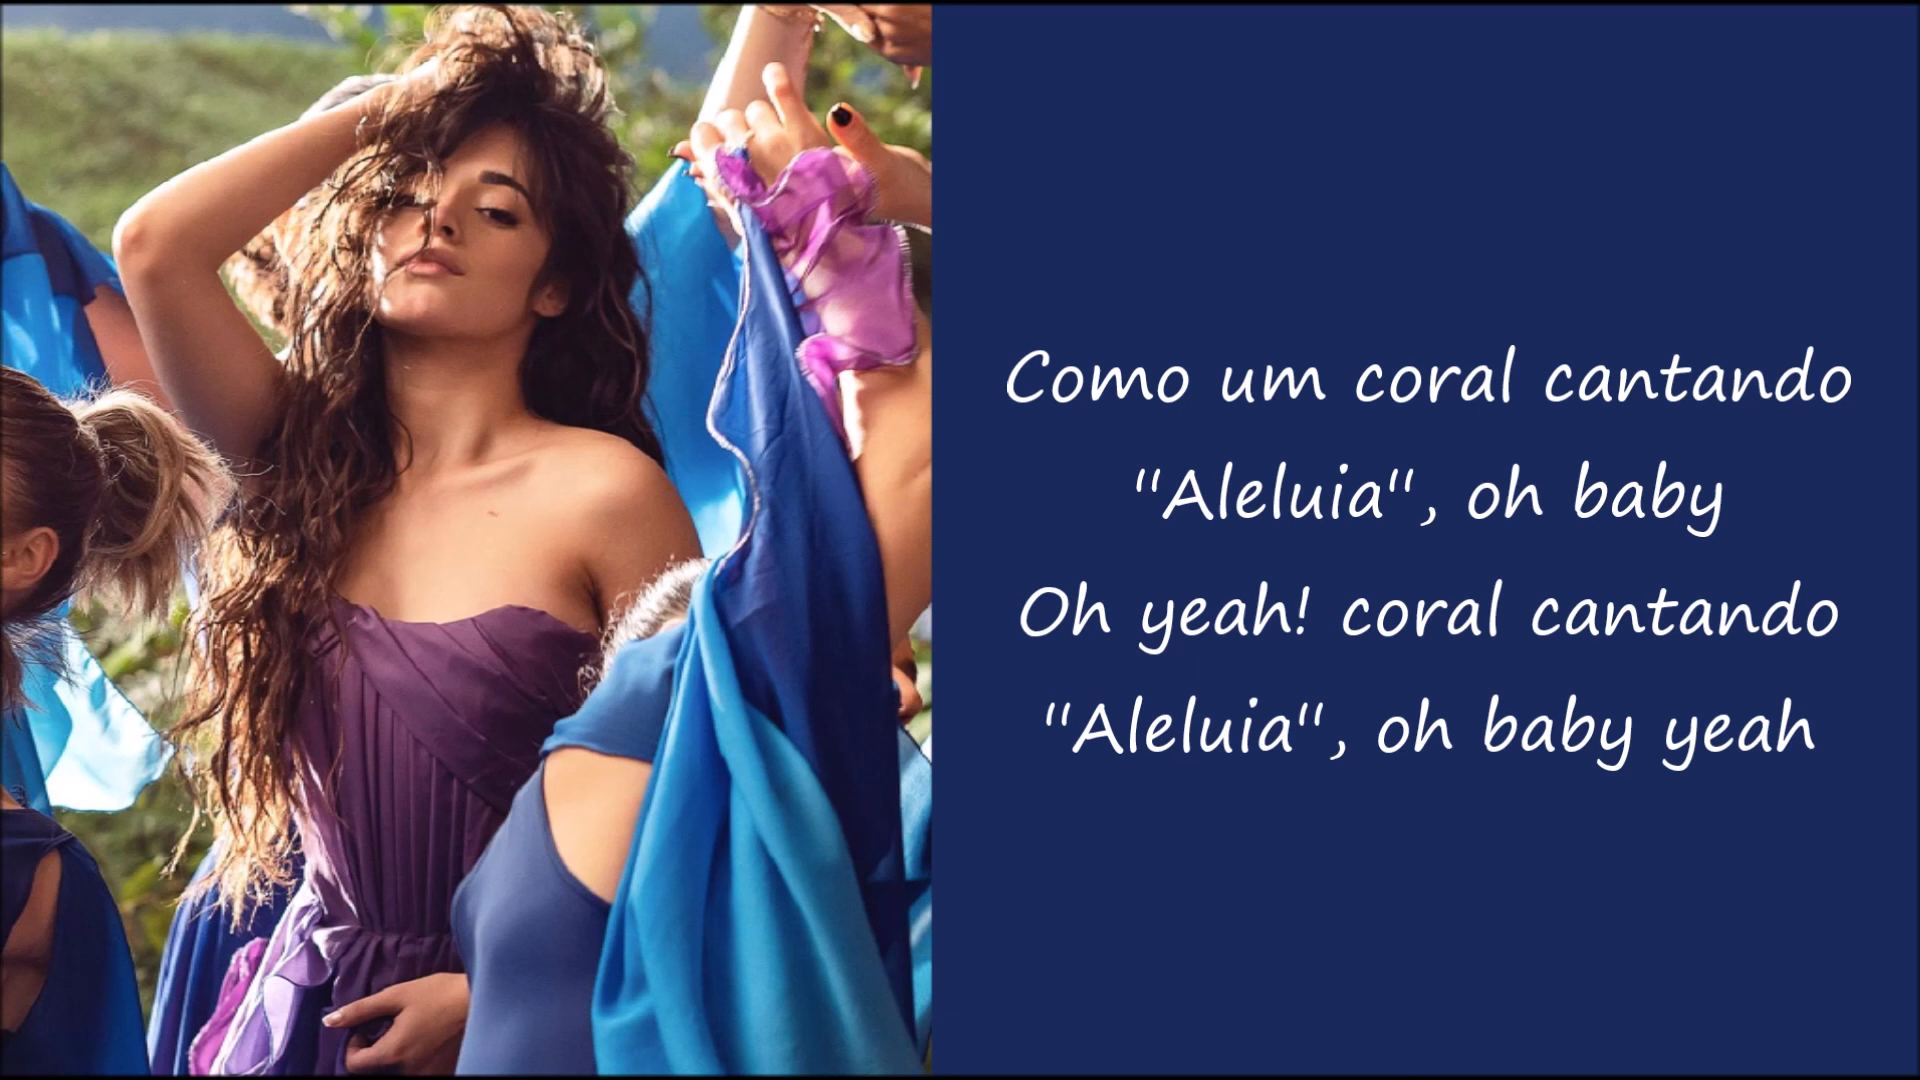 Como um coral cantando
"Aleluia", oh baby
Oh yeah! coral cantando
"Aleluia", oh baby yeah